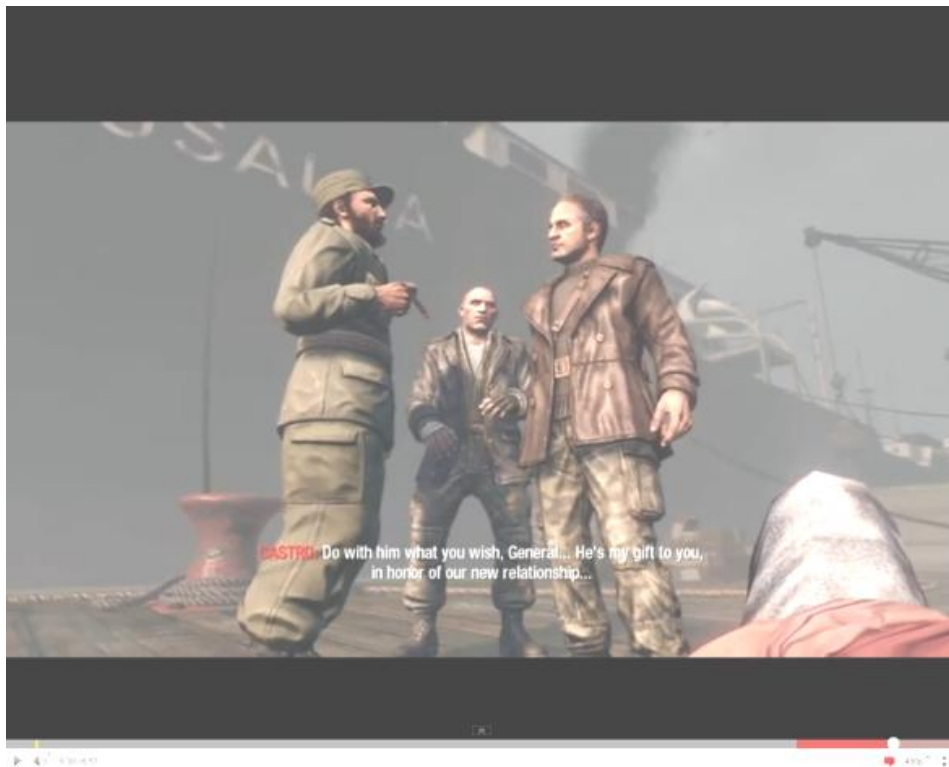 USAL
A
CASTRO: Do with him what you wish, General... He's my gift to you,
in honor of our new relationship...